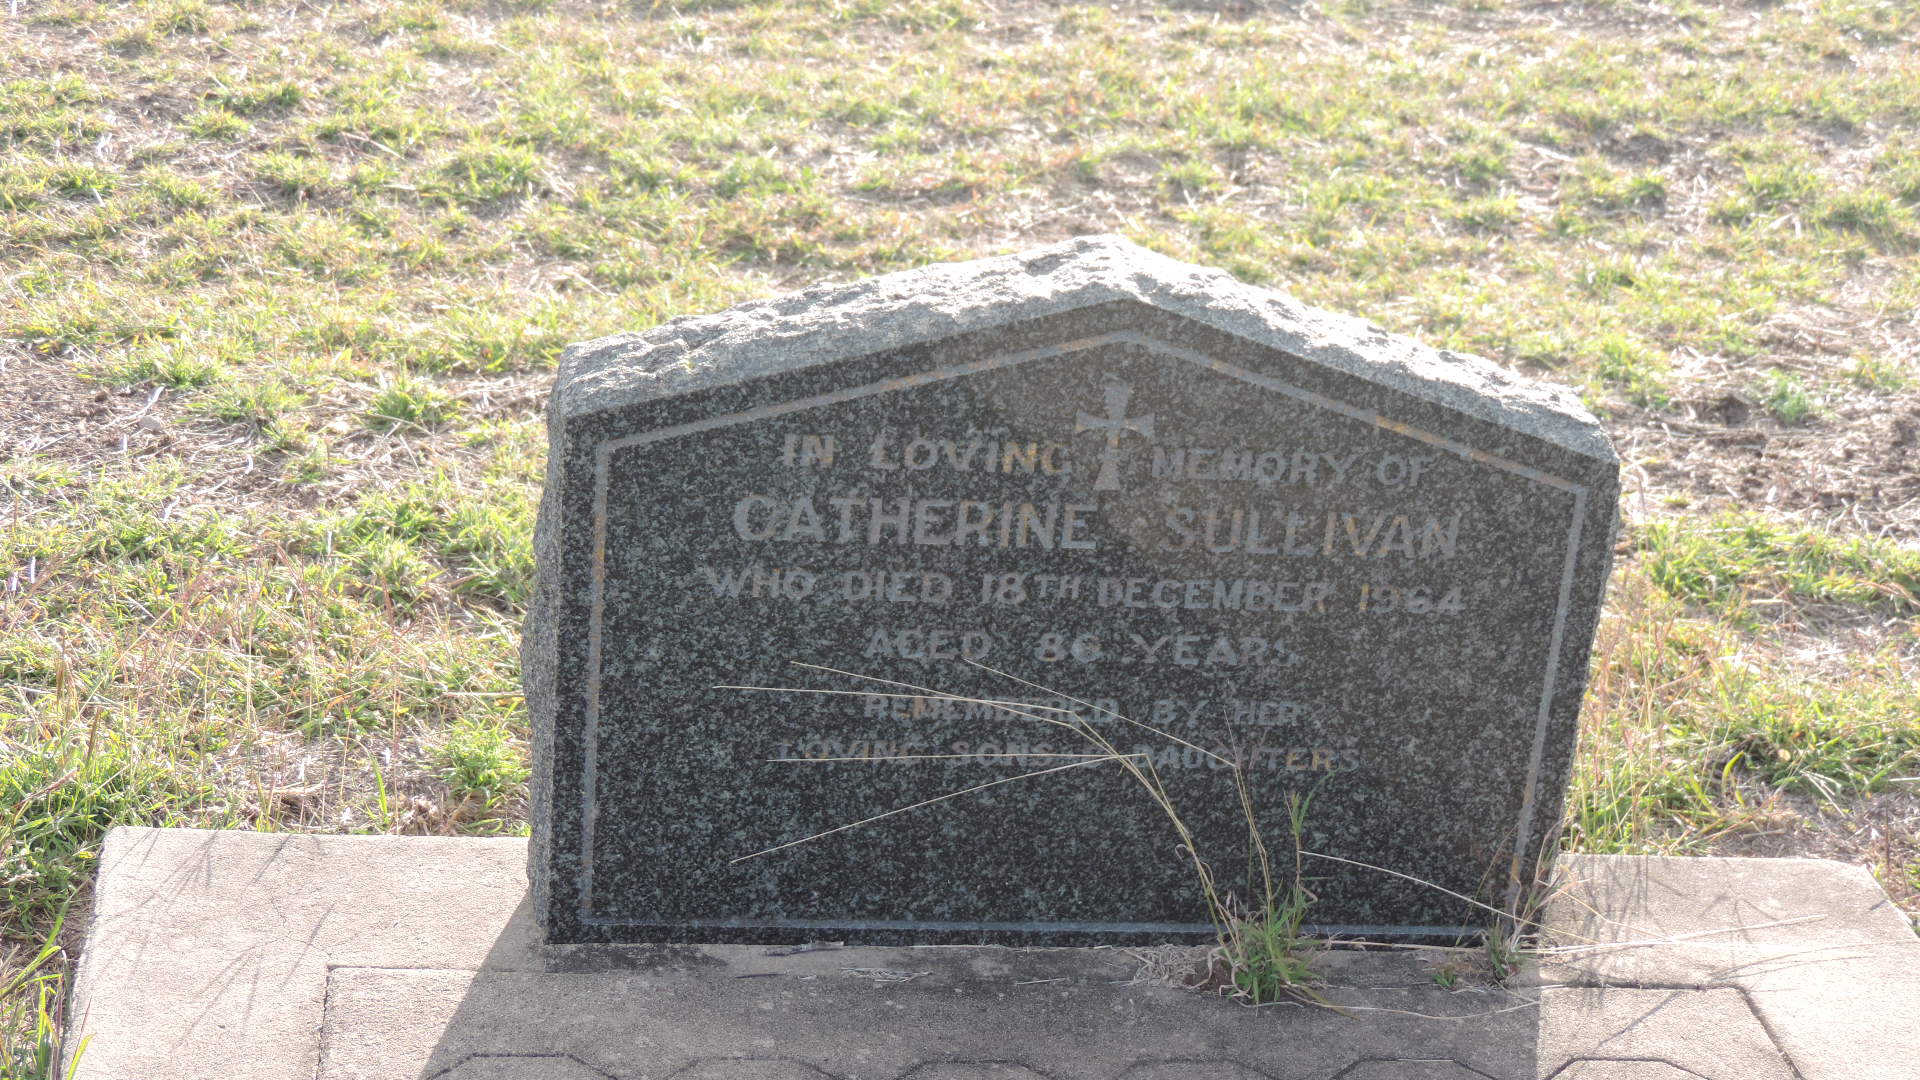 IN LOVING MEMORY OF
CATHERINE SULLIVAN
WHO DIED 18TH DECEMBER 1964
AGED 86 YEARS
REMEMBERED BY HER
LOVING SONS & DAUGHTERS